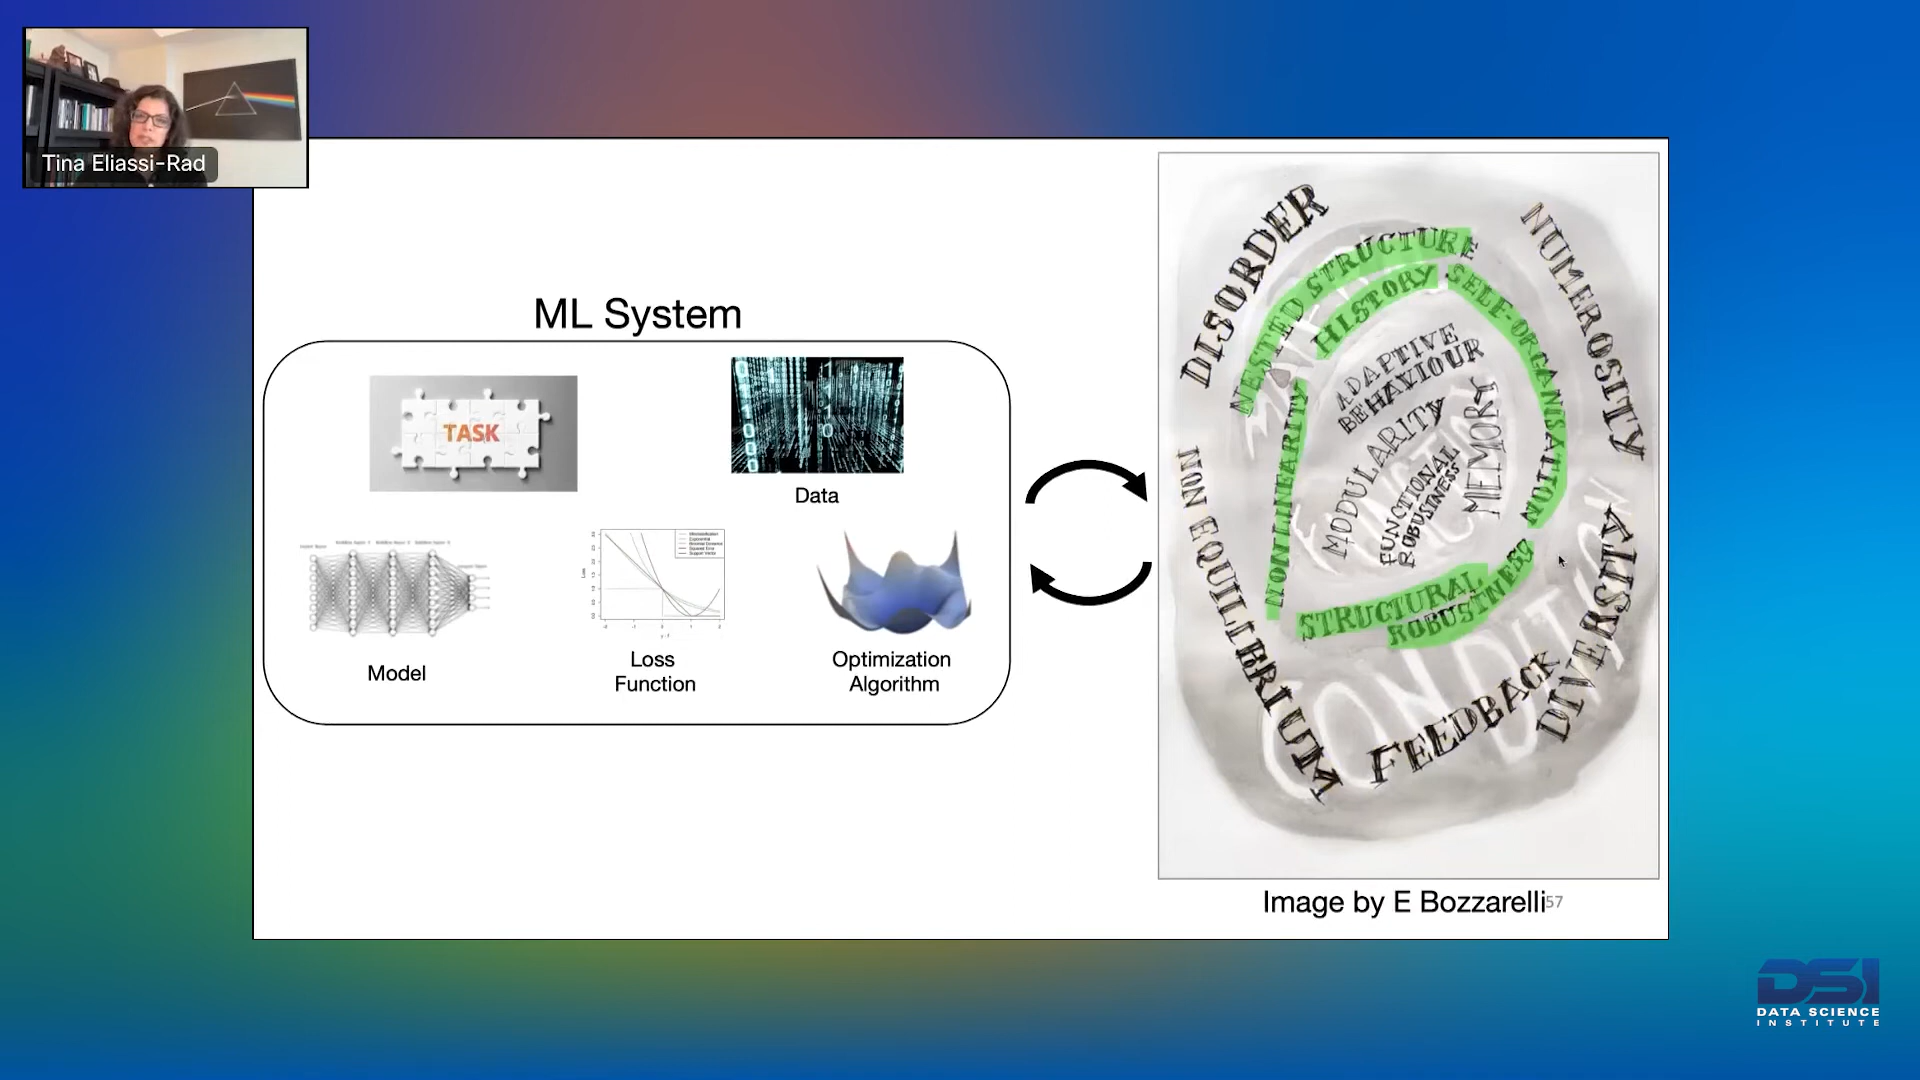 Tina Eliassi-Rad
ML System
TASK
Data
Model
Loss
Function
Optimization
Algorithm
DISORDER
NUMEROSITY
NESTED STRUCTURE
HISTORY
SELF-ORGANISATION
ADAPTIVE
BEHAVIOUR
NONLINEARITY
MODULARITY
MEMORY
FUNCTIONAL
ROBUSTNESS
NON EQUILIBRIUM
STRUCTURAL
ROBUSTNESS
DIVERSITY
FEEDBACK
CONDITION
Image by E Bozzarelli
57
DSI
DATA SCIENCE
INSTITUTE